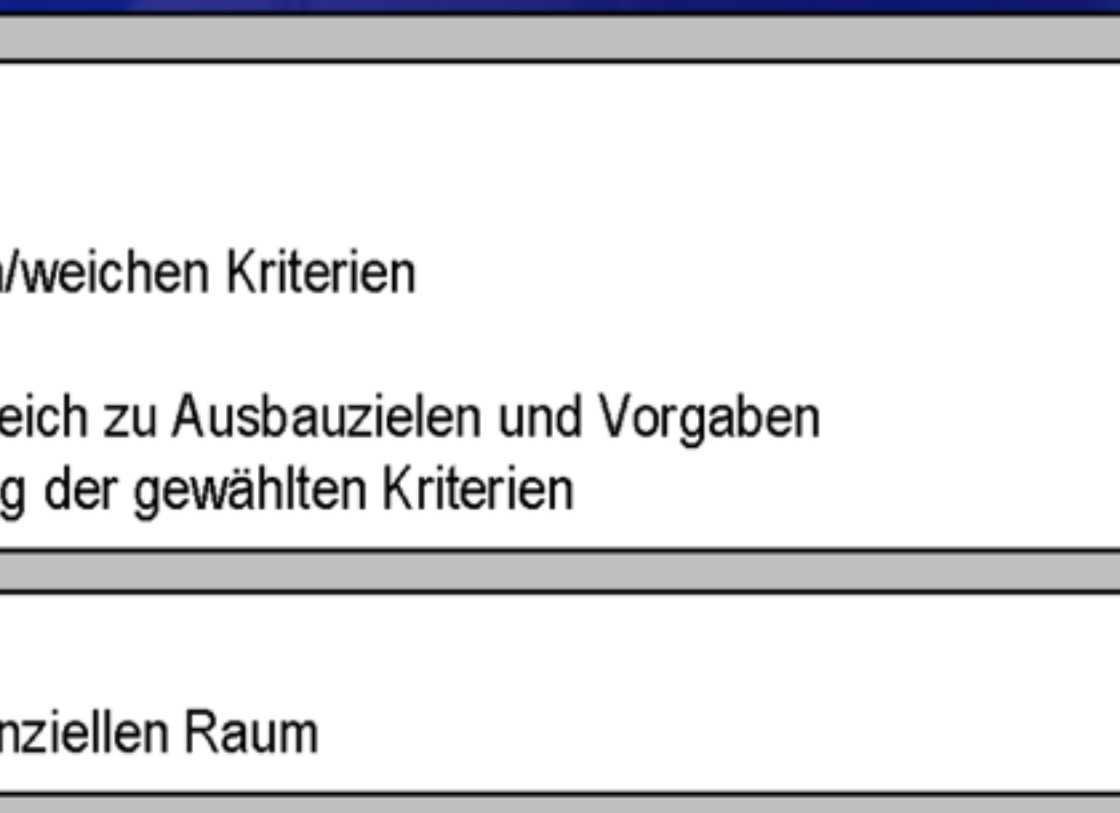 /weichen Kriterien
eich zu Ausbauzielen und Vorgaben
g der gewählten Kriterien
nziellen Raum